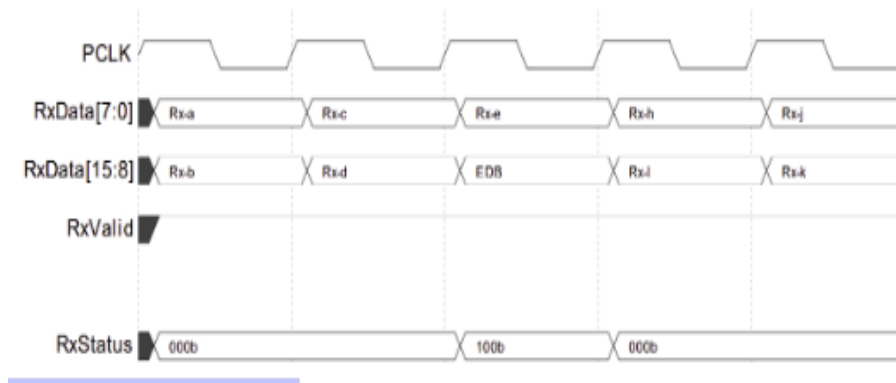 PCLK
RxData[7:0] Rx-a Rx-c Rx-e Rx-h Rx-j
RxData[15:8] Rx-b Rx-d EDB Rx-i Rx-k
RxValid
RxStatus 000b 100b 000b